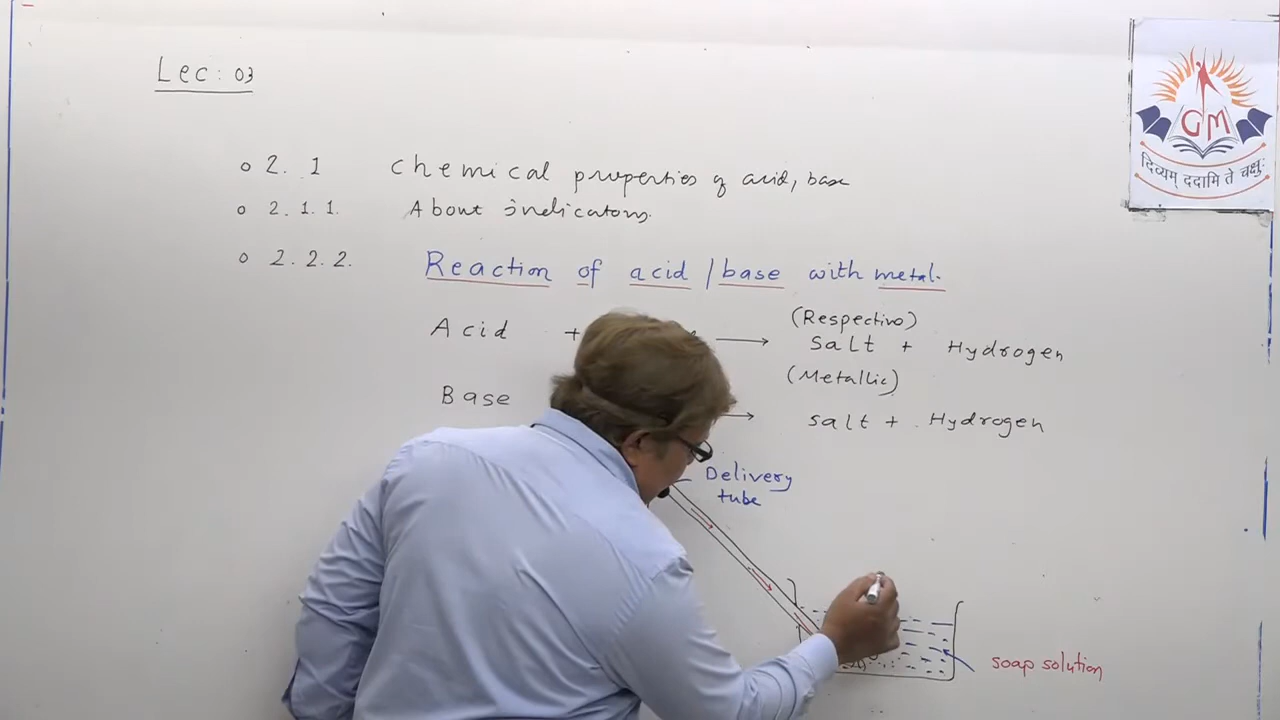 Lec: 03
GM
दिव्यम् ददामि ते चक्षुः
2. 1 Chemical properties of acid, base
2. 1. 1. About indicators.
2. 2. 2. Reaction of acid / base with metal.
(Respective)
Acid + → Salt + Hydrogen
(Metallic)
Base → salt + Hydrogen
Delivery
tube
soap solution